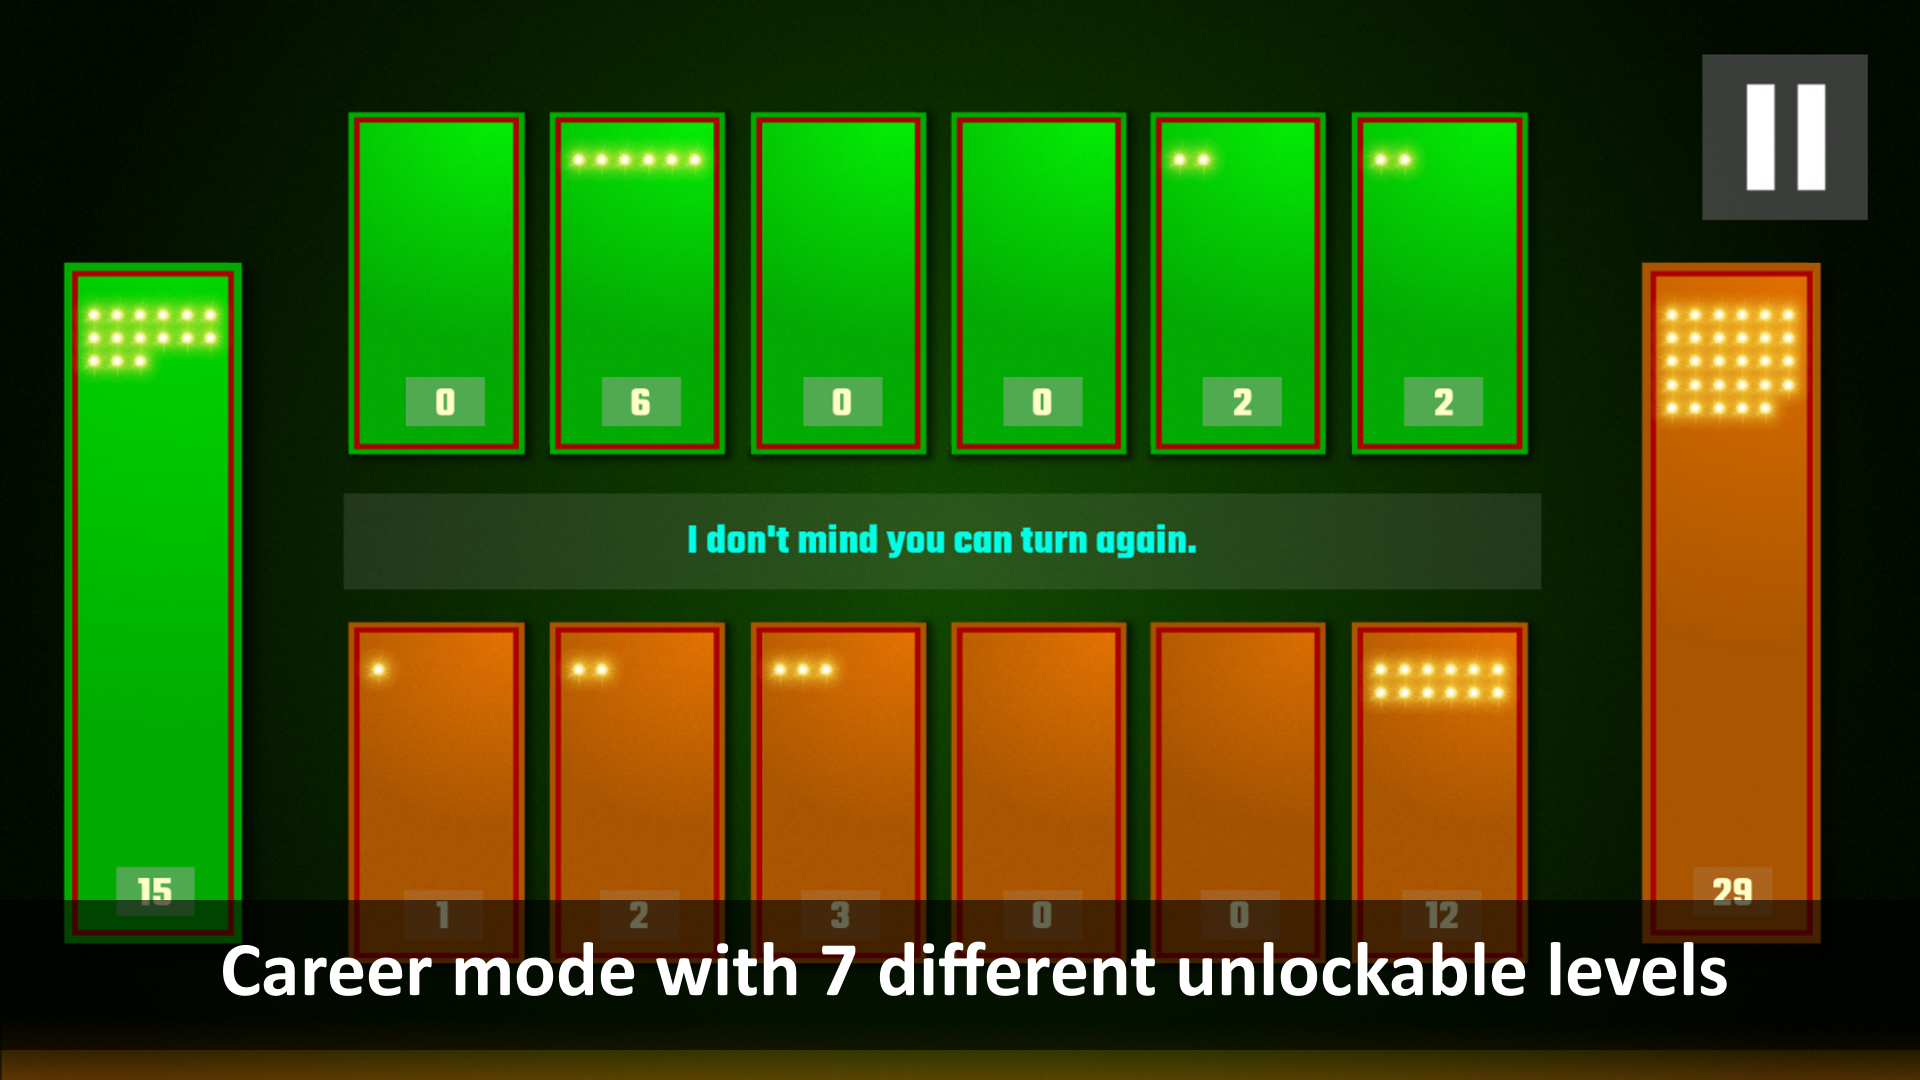 0 6 0 0 2 2
I don't mind you can turn again.
15
29
1 2 3 0 0 12
Career mode with 7 different unlockable levels